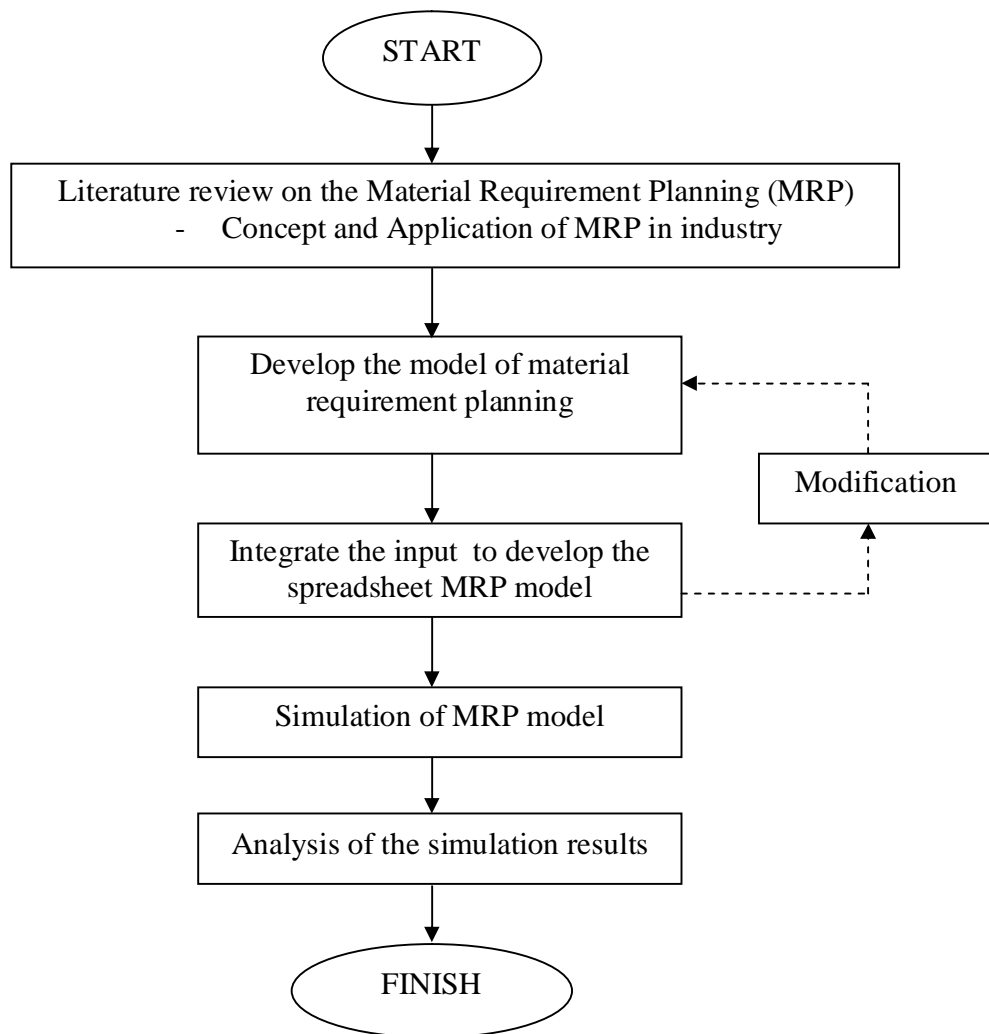 START
Literature review on the Material Requirement Planning (MRP)
- Concept and Application of MRP in industry
Develop the model of material
requirement planning
Modification
Integrate the input to develop the
spreadsheet MRP model
Simulation of MRP model
Analysis of the simulation results
FINISH